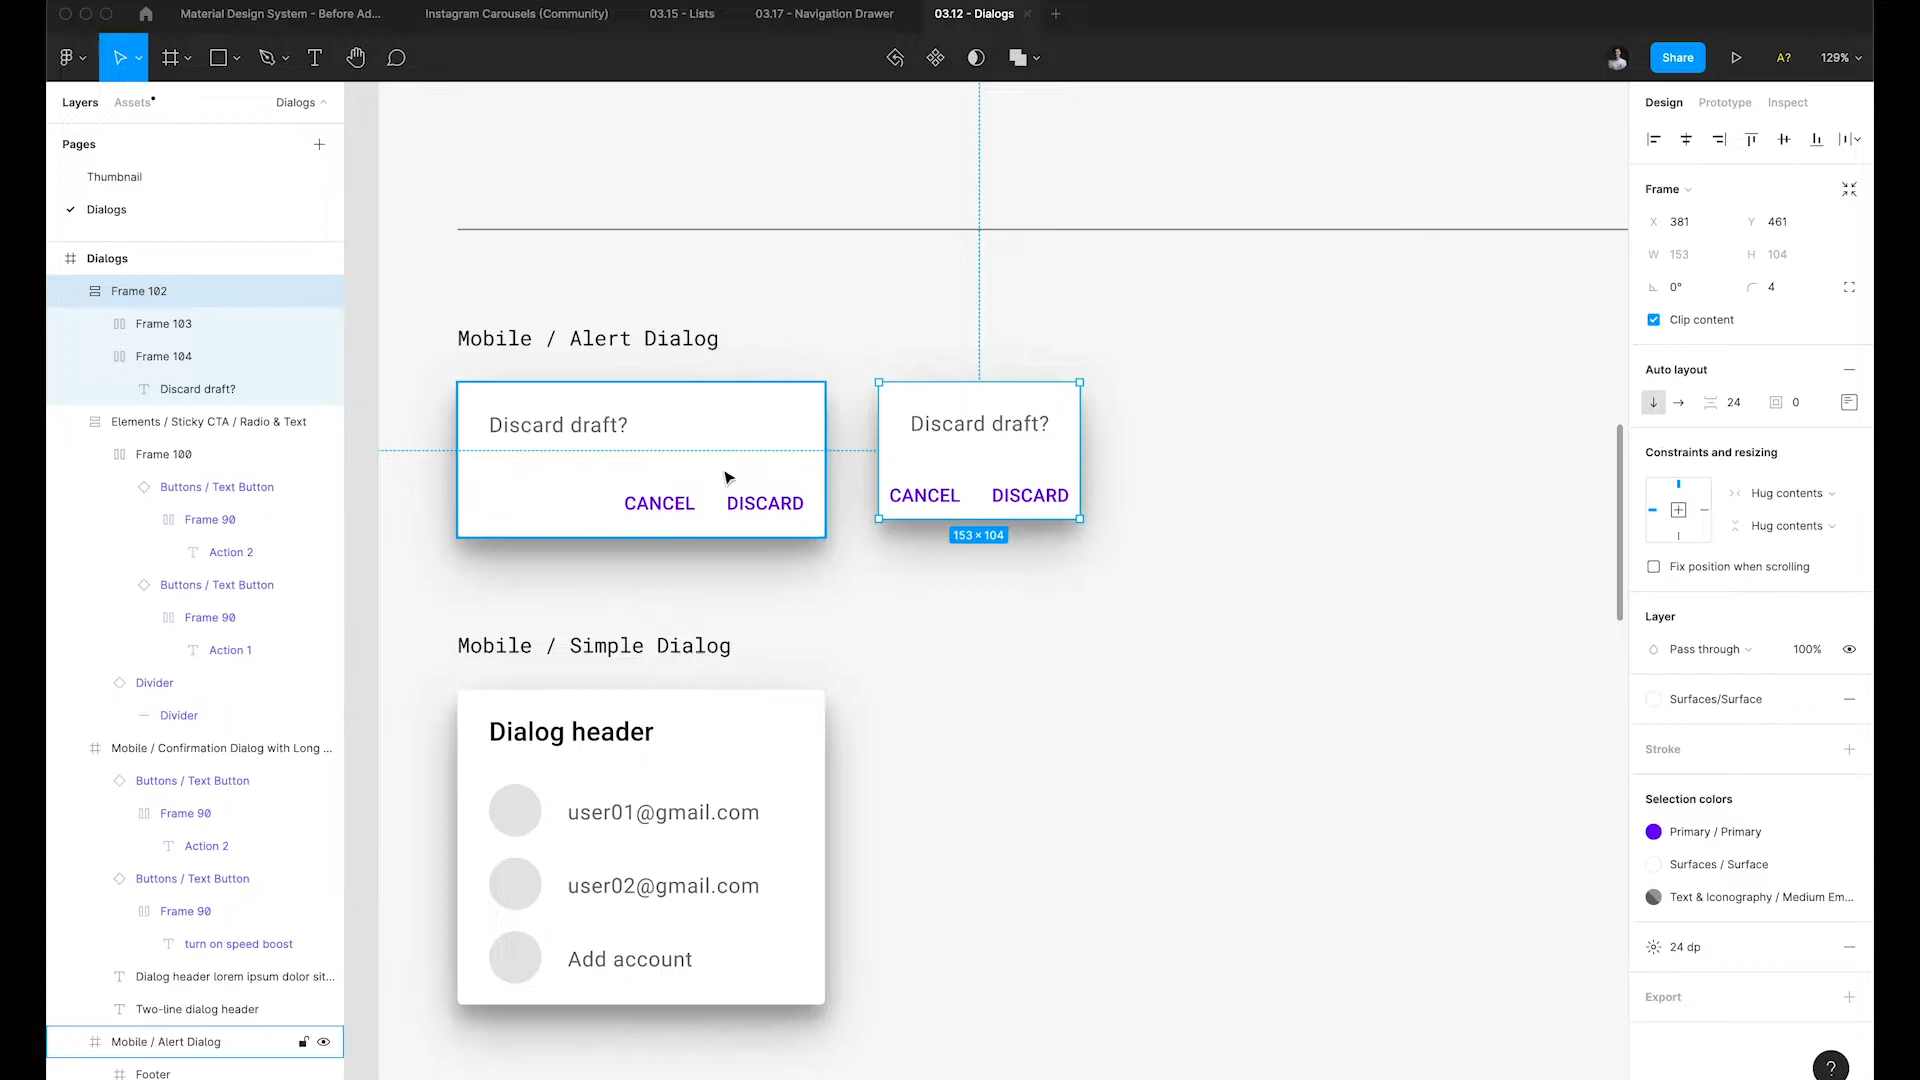 Material Design System - Before Ad...
Instagram Carousels (Community)
03.15 - Lists
03.17 - Navigation Drawer
03.12 - Dialogs
Share
A?
129%
Layers
Assets
Dialogs
Pages
Thumbnail
Dialogs
Dialogs
Frame 102
Frame 103
Frame 104
Discard draft?
Elements / Sticky CTA / Radio & Text
Frame 100
Buttons / Text Button
Frame 90
Action 2
Buttons / Text Button
Frame 90
Action 1
Divider
Divider
Mobile / Confirmation Dialog with Long ...
Buttons / Text Button
Frame 90
Action 2
Buttons / Text Button
Frame 90
turn on speed boost
Dialog header lorem ipsum dolor sit...
Two-line dialog header
Mobile / Alert Dialog
Footer
Mobile / Alert Dialog
Discard draft?
CANCEL DISCARD
Discard draft?
CANCEL DISCARD
153 × 104
Mobile / Simple Dialog
Dialog header
user01@gmail.com
user02@gmail.com
Add account
Design Prototype Inspect
Frame
X 381 Y 461
W 153 H 104
0° 4
Clip content
Auto layout
24 0
Constraints and resizing
Hug contents
Hug contents
Fix position when scrolling
Layer
Pass through 100%
Surfaces/Surface
Stroke
Selection colors
Primary / Primary
Surfaces / Surface
Text & Iconography / Medium Em...
24 dp
Export
?